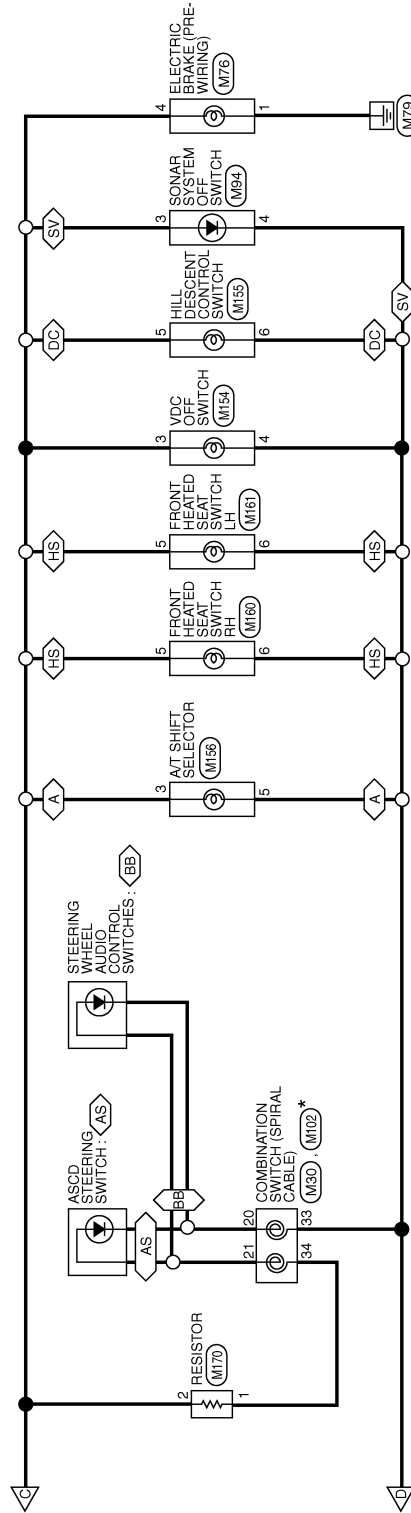 C
D
RESISTOR
M170
2
1
ASCD
STEERING
SWITCH : AS
AS
BB
STEERING
WHEEL
AUDIO
CONTROL
SWITCHES : BB
21
20
34
33
COMBINATION
SWITCH (SPIRAL
CABLE)
M30 , M102 *
A
3
A/T SHIFT
SELECTOR
M156
5
A
HS
5
FRONT
HEATED
SEAT
SWITCH
RH
M160
6
HS
HS
5
FRONT
HEATED
SEAT
SWITCH
LH
M161
6
HS
3
VDC
OFF
SWITCH
M154
4
DC
5
HILL
DESCENT
CONTROL
SWITCH
M155
6
DC
SV
3
SONAR
SYSTEM
OFF
SWITCH
M94
4
SV
4
ELECTRIC
BRAKE (PRE-
WIRING)
M76
1
M79